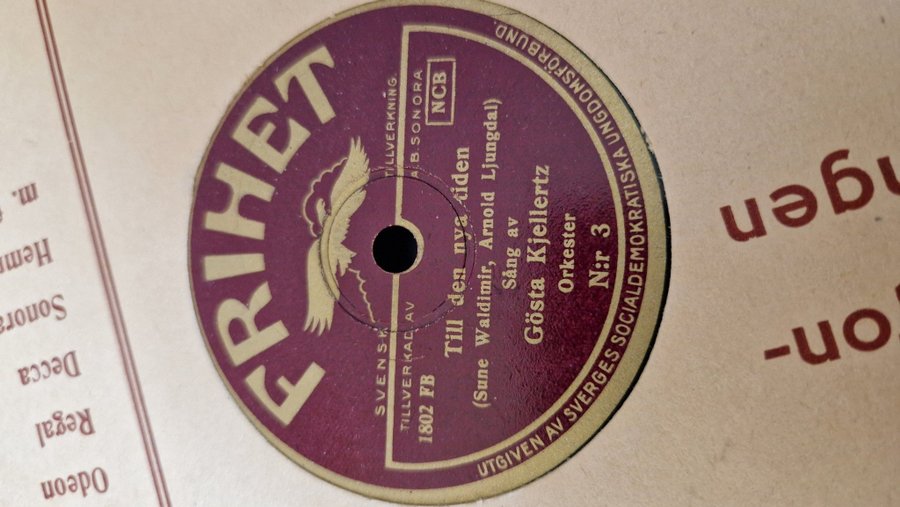 FRIHET
SVENSK TILLVERKNING.
TILLVERKAD AV A.B. SONORA
1802 FB NCB
Till den nya tiden
(Sune Waldimir, Arnold Ljungdal)
Sång av
Gösta Kjellertz
Orkester
N:r 3
UTGIVEN AV SVERGES SOCIALDEMOKRATISKA UNGDOMSFÖRBUND.
Odeon
Regal
Decca
Sonora
m.
ngen
on-